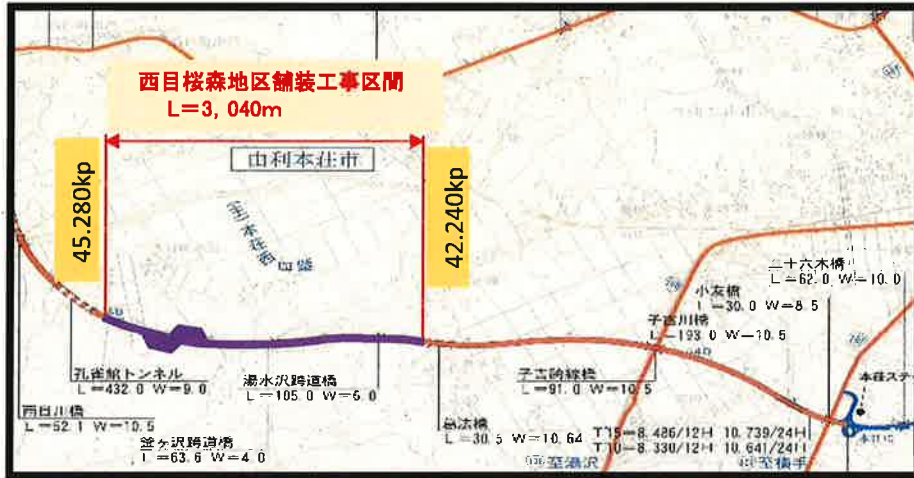 西目桜森地区舗装工事区間
L=3,040m
由利本荘市
45.280kp
42.240kp
二十六木橋
L=62.0 W=10.0
小友橋
L=30.0 W=8.5
子吉川橋
L=193.0 W=10.5
孔雀館トンネル
L=432.0 W=9.0
湯水沢跨道橋
L=105.0 W=6.0
子吉跨線橋
L=91.0 W=10.5
本荘ステ
西目川橋
L=52.1 W=10.5
L=30.5 W=10.64
T15=8.486/12H 10.739/24H
T10=8.330/12H 10.641/24H
釜ヶ沢跨道橋
L=63.6 W=4.0
至湯沢
至横手